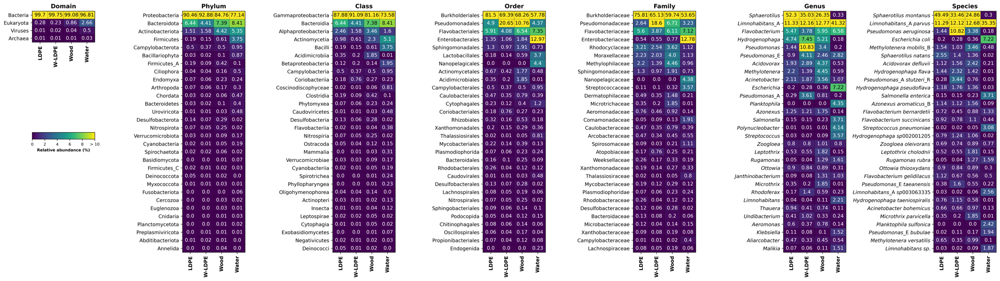 Domain
Bacteria 99.7 99.75 99.08 96.81
Eukaryota 0.28 0.23 0.86 2.66
Viruses 0.01 0.02 0.04 0.5
Archaea 0.01 0.01 0.01 0.03
LDPE W-LDPE Wood Water
0 2 4 6 8 > 10
Relative abundance (%)
Phylum
Proteobacteria 90.46 92.88 84.76 77.14
Bacteroidota 6.44 4.41 7.39 8.41
Actinobacteriota 1.51 1.58 4.42 5.35
Firmicutes 0.19 0.15 0.61 3.75
Campylobacterota 0.5 0.37 0.5 0.95
Bacillariophyta 0.03 0.02 0.1 0.87
Firmicutes_A 0.19 0.09 0.42 0.1
Ciliophora 0.04 0.04 0.16 0.5
Endomyxa 0.07 0.06 0.23 0.24
Arthropoda 0.07 0.06 0.17 0.3
Chordata 0.03 0.02 0.06 0.47
Bacteroidetes 0.03 0.02 0.1 0.4
Uroviricota 0.01 0.01 0.03 0.48
Desulfobacterota 0.14 0.07 0.29 0.02
Nitrospirota 0.07 0.05 0.25 0.02
Verrucomicrobiota 0.03 0.03 0.09 0.17
Cyanobacteria 0.02 0.01 0.05 0.19
Spirochaetota 0.02 0.02 0.06 0.02
Basidiomycota 0.0 0.0 0.01 0.07
Firmicutes_C 0.02 0.01 0.02 0.03
Deinococcota 0.05 0.01 0.02 0.0
Myxococcota 0.01 0.01 0.03 0.01
Fusobacteriota 0.0 0.0 0.0 0.06
Cercozoa 0.0 0.0 0.03 0.02
Euglenozoa 0.0 0.0 0.03 0.01
Cnidaria 0.0 0.01 0.03 0.01
Planctomycetota 0.0 0.0 0.01 0.02
Preplasmiviricota 0.0 0.01 0.01 0.01
Abditibacteriota 0.01 0.02 0.01 0.0
Annelida 0.0 0.0 0.04 0.0
LDPE W-LDPE Wood Water
Class
Gammaproteobacteria 87.88 91.09 81.16 73.58
Bacteroidia 6.44 4.41 7.38 8.41
Alphaproteobacteria 2.46 1.58 3.46 1.6
Actinomycetia 0.98 0.61 2.3 5.1
Bacilli 0.19 0.15 0.61 3.75
Acidimicrobiia 0.35 0.2 1.85 0.01
Betaproteobacteria 0.12 0.2 0.14 1.95
Campylobacteria 0.5 0.37 0.5 0.95
Coriobacteriia 0.18 0.76 0.27 0.23
Coscinodiscophyceae 0.02 0.01 0.06 0.81
Clostridia 0.19 0.09 0.42 0.1
Phytomyxea 0.07 0.06 0.23 0.24
Caudoviricetes 0.01 0.01 0.03 0.48
Desulfobacteria 0.13 0.06 0.28 0.02
Flavobacteriia 0.02 0.01 0.04 0.38
Nitrospiria 0.07 0.05 0.25 0.02
Ostracoda 0.05 0.04 0.12 0.15
Mammalia 0.0 0.01 0.03 0.31
Verrucomicrobiae 0.03 0.03 0.09 0.17
Cyanobacteriia 0.02 0.01 0.05 0.19
Spirotrichea 0.0 0.0 0.01 0.24
Phyllopharyngea 0.0 0.0 0.01 0.23
Oligohymenophorea 0.04 0.04 0.14 0.0
Actinopteri 0.03 0.01 0.02 0.13
Insecta 0.01 0.01 0.04 0.12
Leptospirae 0.02 0.02 0.05 0.02
Cytophagia 0.01 0.01 0.05 0.02
Exobasidiomycetes 0.0 0.0 0.01 0.07
Negativicutes 0.02 0.01 0.02 0.03
Deinococci 0.05 0.01 0.02 0.0
LDPE W-LDPE Wood Water
Order
Burkholderiales 81.5 69.39 68.26 57.78
Pseudomonadales 4.9 20.65 10.76 4.37
Flavobacteriales 5.91 4.08 6.54 7.35
Enterobacterales 1.35 1.06 1.84 12.97
Sphingomonadales 1.3 0.97 1.91 0.73
Lactobacillales 0.18 0.14 0.59 3.7
Nanopelagicales 0.0 0.0 0.0 4.4
Actinomycetales 0.67 0.42 1.77 0.48
Acidimicrobiales 0.35 0.2 1.85 0.01
Campylobacterales 0.5 0.37 0.5 0.95
Caulobacterales 0.47 0.35 0.79 0.39
Cytophagales 0.23 0.12 0.4 1.2
Coriobacteriales 0.18 0.76 0.27 0.23
Rhizobiales 0.32 0.16 0.53 0.18
Xanthomonadales 0.2 0.15 0.29 0.36
Thalassiosirales 0.02 0.01 0.05 0.81
Mycobacteriales 0.22 0.14 0.39 0.13
Plasmodiophorida 0.07 0.06 0.23 0.24
Bacteroidales 0.16 0.1 0.25 0.09
Rhodobacterales 0.26 0.04 0.12 0.12
Caudovirales 0.01 0.01 0.03 0.48
Desulfobacterales 0.13 0.07 0.28 0.02
Lachnospirales 0.08 0.05 0.19 0.06
Nitrospirales 0.07 0.05 0.25 0.02
Sphingobacteriales 0.09 0.06 0.14 0.1
Podocopida 0.05 0.04 0.12 0.15
Chitinophagales 0.08 0.06 0.14 0.06
Oscillospirales 0.06 0.04 0.17 0.04
Propionibacteriales 0.07 0.04 0.12 0.08
Endogenida 0.0 0.0 0.0 0.23
LDPE W-LDPE Wood Water
Family
Burkholderiaceae 75.81 65.13 59.74 53.65
Pseudomonadaceae 2.64 18.6 6.71 3.23
Flavobacteriaceae 5.6 3.87 6.11 7.12
Enterobacteriaceae 0.54 0.55 0.77 12.78
Rhodocyclaceae 3.21 2.54 3.62 1.12
Moraxellaceae 2.23 2.03 4.0 1.13
Methylophilaceae 2.2 1.39 4.46 0.96
Sphingomonadaceae 1.3 0.97 1.91 0.73
Nanopelagicaceae 0.0 0.0 0.0 4.38
Streptococcaceae 0.11 0.1 0.32 3.57
Dermatophilaceae 0.49 0.35 1.48 0.21
Microtrichaceae 0.35 0.2 1.85 0.01
Aeromonadaceae 0.76 0.46 0.92 0.14
Comamonadaceae 0.05 0.09 0.13 1.91
Caulobacteraceae 0.47 0.35 0.79 0.39
Arcobacteraceae 0.47 0.34 0.45 0.55
Spirosomaceae 0.09 0.03 0.21 1.11
Atopobiaceae 0.17 0.76 0.25 0.21
Weeksellaceae 0.26 0.17 0.33 0.19
Xanthomonadaceae 0.19 0.14 0.27 0.33
Thalassiosiraceae 0.02 0.01 0.05 0.8
Mycobacteriaceae 0.19 0.12 0.29 0.12
Plasmodiophoridae 0.07 0.06 0.23 0.24
Rhodobacteraceae 0.26 0.04 0.12 0.12
Desulfobacteraceae 0.12 0.06 0.28 0.02
Bacteroidaceae 0.13 0.08 0.2 0.06
Microbacteriaceae 0.12 0.04 0.14 0.15
Xanthobacteraceae 0.09 0.08 0.19 0.08
Campylobacteraceae 0.01 0.01 0.02 0.4
Lachnospiraceae 0.08 0.05 0.19 0.06
LDPE W-LDPE Wood Water
Genus
Sphaerotilus 52.3 35.03 26.35 0.33
Limnohabitans_A 11.33 12.16 12.77 41.32
Flavobacterium 5.47 3.78 5.95 6.58
Hydrogenophaga 4.74 7.45 5.21 0.18
Pseudomonas 1.44 10.83 3.4 0.2
Pseudomonas_E 0.9 4.11 2.46 2.82
Acidovorax 1.93 2.89 4.37 0.53
Methylotenera 2.2 1.39 4.45 0.59
Acinetobacter 2.11 1.87 3.56 1.07
Escherichia 0.2 0.28 0.36 7.22
Pseudomonas_A 0.29 3.61 0.81 0.2
Planktophila 0.0 0.0 0.0 4.35
Azonexus 1.25 1.21 1.75 0.14
Salmonella 0.15 0.15 0.23 3.71
Polynucleobacter 0.01 0.01 0.01 4.14
Streptococcus 0.03 0.07 0.09 3.57
Zoogloea 0.8 0.8 1.01 0.8
Leptothrix 0.53 0.55 1.82 0.15
Rugamonas 0.05 0.04 1.29 1.61
Ottowia 0.9 0.84 0.89 0.31
Janthinobacterium 0.09 0.08 1.31 1.03
Microthrix 0.35 0.2 1.85 0.01
Rhodoferax 0.17 1.4 0.59 0.23
Limnohabitans 0.04 0.04 0.11 2.21
Thauera 0.94 0.41 0.74 0.11
Undibacterium 0.41 1.02 0.33 0.24
Aeromonas 0.6 0.37 0.78 0.14
Klebsiella 0.11 0.08 0.1 1.52
Aliarcobacter 0.47 0.33 0.45 0.54
Malikia 0.07 0.06 0.11 1.51
LDPE W-LDPE Wood Water
Species
Sphaerotilus montanus 49.49 33.46 24.86 0.3
Limnohabitans_A parvus 11.29 12.12 12.68 35.35
Pseudomonas aeruginosa 1.44 10.82 3.38 0.18
Escherichia coli 0.2 0.28 0.36 7.22
Methylotenera mobilis_B 1.54 1.03 3.46 0.48
Sphaerotilus natans 2.55 1.4 1.36 0.02
Acidovorax defluvii 1.12 1.56 2.42 0.21
Hydrogenophaga flava 1.44 2.32 1.42 0.01
Pseudomonas_A stutzeri_R 0.28 3.44 0.76 0.03
Hydrogenophaga pseudoflava 1.18 1.76 1.36 0.03
Salmonella enterica 0.15 0.15 0.23 3.71
Azonexus aromaticus_B 1.14 1.12 1.56 0.09
Flavobacterium bernardetii 0.72 0.45 0.88 1.33
Flavobacterium succinicans 0.92 0.78 1.1 0.44
Streptococcus pneumoniae 0.02 0.02 0.05 3.08
Hydrogenophaga sp002001205 0.79 1.24 1.06 0.02
Zoogloea oleivorans 0.69 0.74 0.89 0.77
Leptothrix cholodnii 0.52 0.55 1.81 0.15
Rugamonas rubra 0.05 0.04 1.27 1.59
Ottowia thiooxydans 0.9 0.84 0.89 0.3
Flavobacterium gelidilacus 1.12 0.67 0.56 0.5
Pseudomonas_E taeanensis 0.38 1.6 0.55 0.22
Limnohabitans_A sp003063335 0.03 0.02 0.06 2.56
Hydrogenophaga taeniospiralis 0.76 1.15 0.58 0.01
Acinetobacter bohemicus 0.66 0.66 0.97 0.13
Microthrix parvicella 0.35 0.2 1.85 0.01
Planktophila sulfonica 0.0 0.0 0.0 2.42
Pseudomonas_E bubulae 0.02 0.11 0.17 1.94
Methylotenera versatilis 0.65 0.35 0.99 0.1
Limnohabitans sp. 0.03 0.02 0.09 1.87
LDPE W-LDPE Wood Water